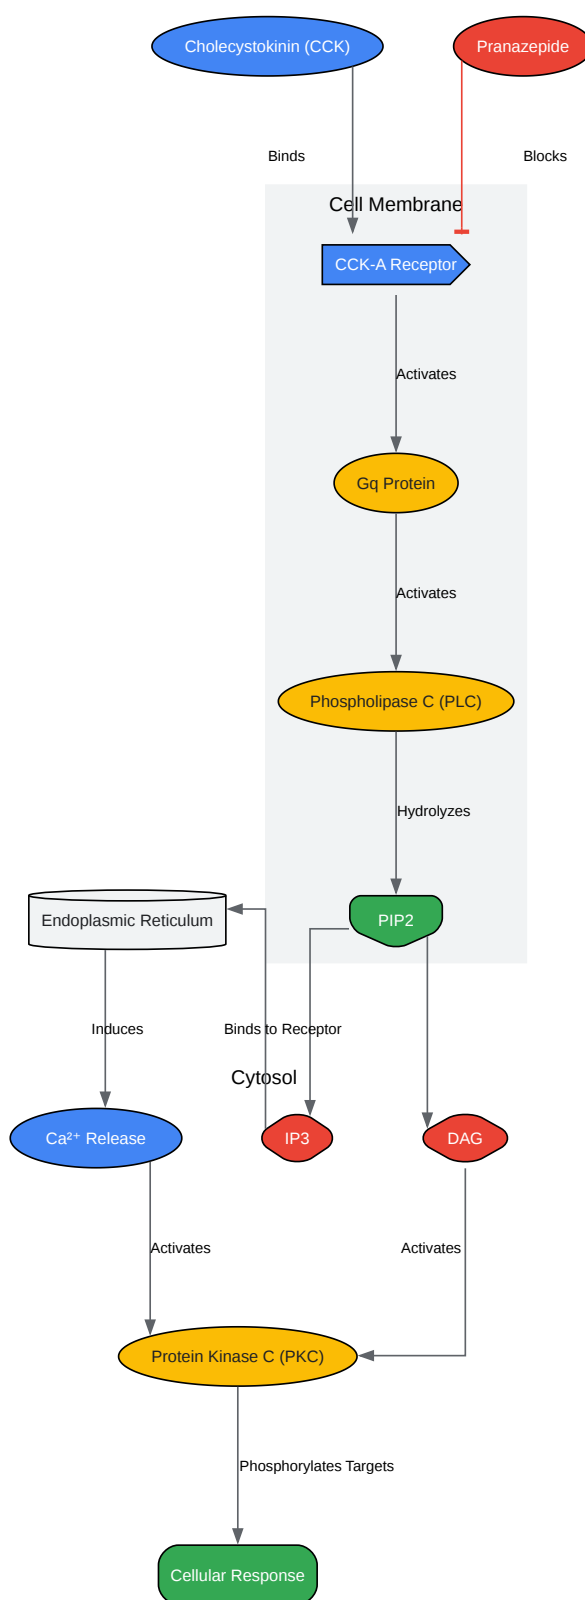 Cholecystokinin (CCK)
Pranazepide
Binds
Blocks
Cell Membrane
CCK-A Receptor
Activates
Gq Protein
Activates
Phospholipase C (PLC)
Hydrolyzes
Endoplasmic Reticulum
PIP2
Induces
Binds to Receptor
Cytosol
Ca²⁺ Release
IP3
DAG
Activates
Activates
Protein Kinase C (PKC)
Phosphorylates Targets
Cellular Response